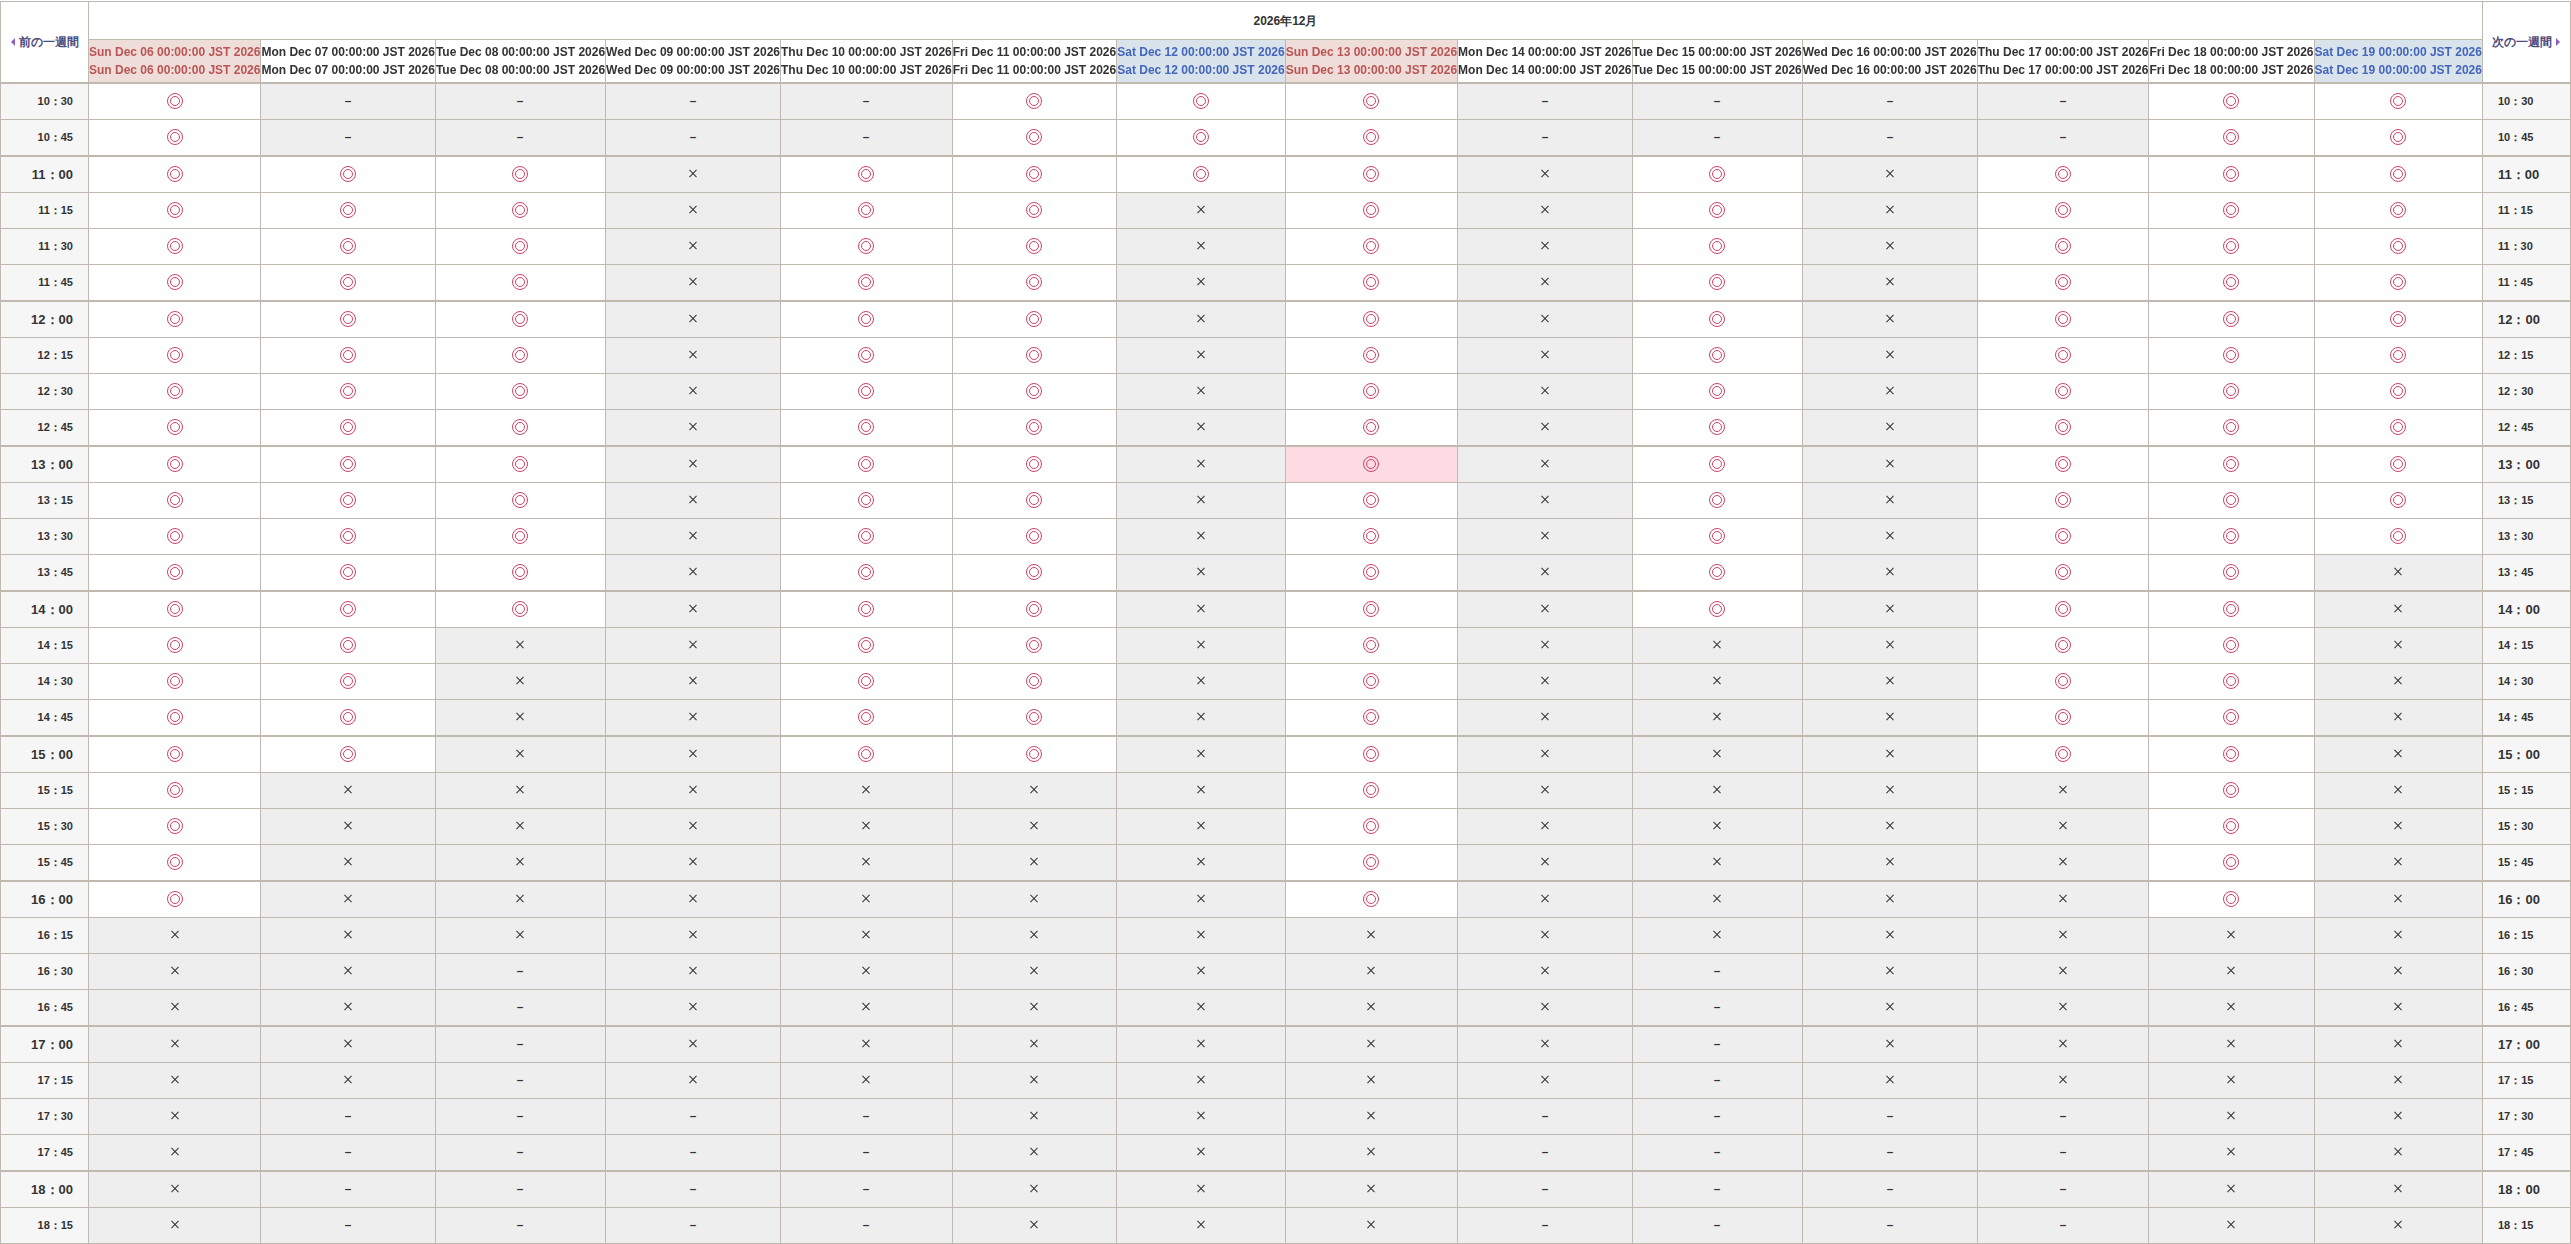 2026年12月
前の一週間
次の一週間
Sun Dec 06 00:00:00 JST 2026 Mon Dec 07 00:00:00 JST 2026 Tue Dec 08 00:00:00 JST 2026 Wed Dec 09 00:00:00 JST 2026 Thu Dec 10 00:00:00 JST 2026 Fri Dec 11 00:00:00 JST 2026 Sat Dec 12 00:00:00 JST 2026 Sun Dec 13 00:00:00 JST 2026 Mon Dec 14 00:00:00 JST 2026 Tue Dec 15 00:00:00 JST 2026 Wed Dec 16 00:00:00 JST 2026 Thu Dec 17 00:00:00 JST 2026 Fri Dec 18 00:00:00 JST 2026 Sat Dec 19 00:00:00 JST 2026
Sun Dec 06 00:00:00 JST 2026 Mon Dec 07 00:00:00 JST 2026 Tue Dec 08 00:00:00 JST 2026 Wed Dec 09 00:00:00 JST 2026 Thu Dec 10 00:00:00 JST 2026 Fri Dec 11 00:00:00 JST 2026 Sat Dec 12 00:00:00 JST 2026 Sun Dec 13 00:00:00 JST 2026 Mon Dec 14 00:00:00 JST 2026 Tue Dec 15 00:00:00 JST 2026 Wed Dec 16 00:00:00 JST 2026 Thu Dec 17 00:00:00 JST 2026 Fri Dec 18 00:00:00 JST 2026 Sat Dec 19 00:00:00 JST 2026
10：30 ◎ – – – – ◎ ◎ ◎ – – – – ◎ ◎ 10：30
10：45 ◎ – – – – ◎ ◎ ◎ – – – – ◎ ◎ 10：45
11：00 ◎ ◎ ◎ × ◎ ◎ ◎ ◎ × ◎ × ◎ ◎ ◎ 11：00
11：15 ◎ ◎ ◎ × ◎ ◎ × ◎ × ◎ × ◎ ◎ ◎ 11：15
11：30 ◎ ◎ ◎ × ◎ ◎ × ◎ × ◎ × ◎ ◎ ◎ 11：30
11：45 ◎ ◎ ◎ × ◎ ◎ × ◎ × ◎ × ◎ ◎ ◎ 11：45
12：00 ◎ ◎ ◎ × ◎ ◎ × ◎ × ◎ × ◎ ◎ ◎ 12：00
12：15 ◎ ◎ ◎ × ◎ ◎ × ◎ × ◎ × ◎ ◎ ◎ 12：15
12：30 ◎ ◎ ◎ × ◎ ◎ × ◎ × ◎ × ◎ ◎ ◎ 12：30
12：45 ◎ ◎ ◎ × ◎ ◎ × ◎ × ◎ × ◎ ◎ ◎ 12：45
13：00 ◎ ◎ ◎ × ◎ ◎ × ◎ × ◎ × ◎ ◎ ◎ 13：00
13：15 ◎ ◎ ◎ × ◎ ◎ × ◎ × ◎ × ◎ ◎ ◎ 13：15
13：30 ◎ ◎ ◎ × ◎ ◎ × ◎ × ◎ × ◎ ◎ ◎ 13：30
13：45 ◎ ◎ ◎ × ◎ ◎ × ◎ × ◎ × ◎ ◎ × 13：45
14：00 ◎ ◎ ◎ × ◎ ◎ × ◎ × ◎ × ◎ ◎ × 14：00
14：15 ◎ ◎ × × ◎ ◎ × ◎ × × × ◎ ◎ × 14：15
14：30 ◎ ◎ × × ◎ ◎ × ◎ × × × ◎ ◎ × 14：30
14：45 ◎ ◎ × × ◎ ◎ × ◎ × × × ◎ ◎ × 14：45
15：00 ◎ ◎ × × ◎ ◎ × ◎ × × × ◎ ◎ × 15：00
15：15 ◎ × × × × × × ◎ × × × × ◎ × 15：15
15：30 ◎ × × × × × × ◎ × × × × ◎ × 15：30
15：45 ◎ × × × × × × ◎ × × × × ◎ × 15：45
16：00 ◎ × × × × × × ◎ × × × × ◎ × 16：00
16：15 × × × × × × × × × × × × × × 16：15
16：30 × × – × × × × × × – × × × × 16：30
16：45 × × – × × × × × × – × × × × 16：45
17：00 × × – × × × × × × – × × × × 17：00
17：15 × × – × × × × × × – × × × × 17：15
17：30 × – – – – × × × – – – – × × 17：30
17：45 × – – – – × × × – – – – × × 17：45
18：00 × – – – – × × × – – – – × × 18：00
18：15 × – – – – × × × – – – – × × 18：15